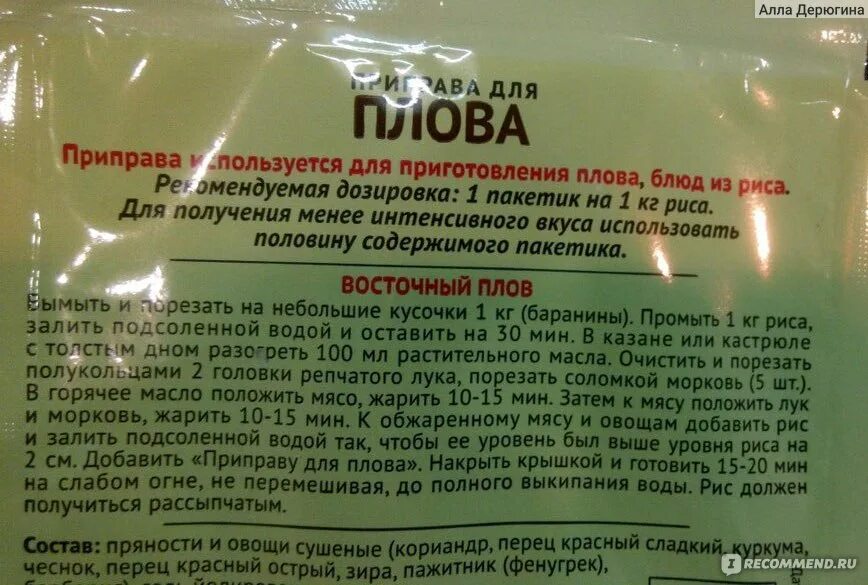 Алла Дерюгина
ПРИПРАВА ДЛЯ
ПЛОВА
Приправа используется для приготовления плова, блюд из риса.
Рекомендуемая дозировка: 1 пакетик на 1 кг риса.
Для получения менее интенсивного вкуса использовать
половину содержимого пакетика.
ВОСТОЧНЫЙ ПЛОВ
Вымыть и порезать на небольшие кусочки 1 кг (баранины). Промыть 1 кг риса,
залить подсоленной водой и оставить на 30 мин. В казане или кастрюле
с толстым дном разогреть 100 мл растительного масла. Очистить и порезать
полукольцами 2 головки репчатого лука, порезать соломкой морковь (5 шт.).
В горячее масло положить мясо, жарить 10-15 мин. Затем к мясу положить лук
и морковь, жарить 10-15 мин. К обжаренному мясу и овощам добавить рис
и залить подсоленной водой так, чтобы ее уровень был выше уровня риса на
2 см. Добавить «Приправу для плова». Накрыть крышкой и готовить 15-20 мин
на слабом огне, не перемешивая, до полного выкипания воды. Рис должен
получиться рассыпчатым.
Состав: пряности и овощи сушеные (кориандр, перец красный сладкий, куркума,
чеснок, перец красный острый, зира, пажитник (фенугрек),
IRECOMMEND.RU